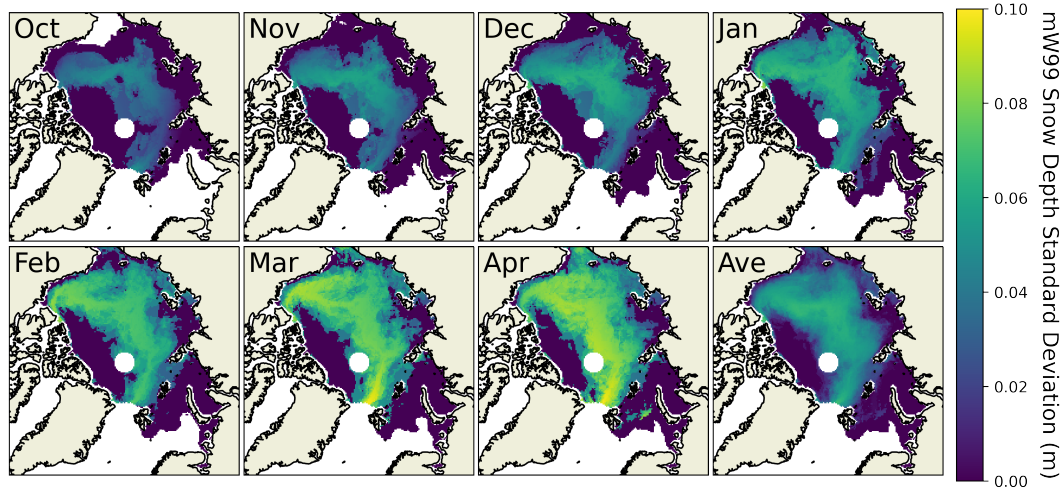 Oct
Nov
Dec
Jan
Feb
Mar
Apr
Ave
0.10
0.08
0.06
0.04
0.02
0.00
mW99 Snow Depth Standard Deviation (m)